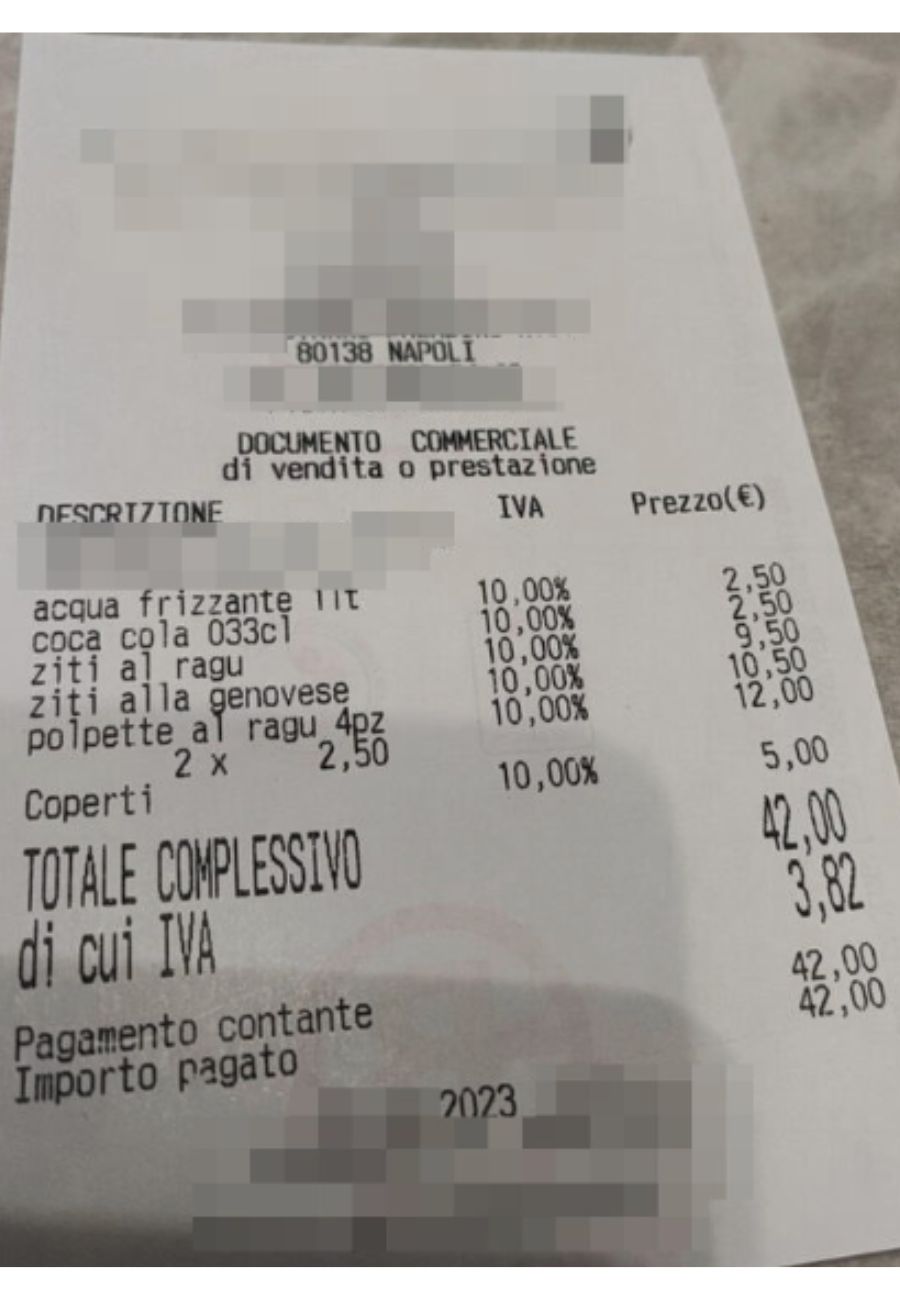 80138 NAPOLI
DOCUMENTO COMMERCIALE
di vendita o prestazione
DESCRIZIONE IVA Prezzo(€)
acqua frizzante 1lt 10,00% 2,50
coca cola 033cl 10,00% 2,50
ziti al ragu 10,00% 9,50
ziti alla genovese 10,00% 10,50
polpette al ragu 4pz 10,00% 12,00
2 x 2,50
Coperti 10,00% 5,00
TOTALE COMPLESSIVO 42,00
di cui IVA 3,82
Pagamento contante 42,00
Importo pagato 42,00
2023